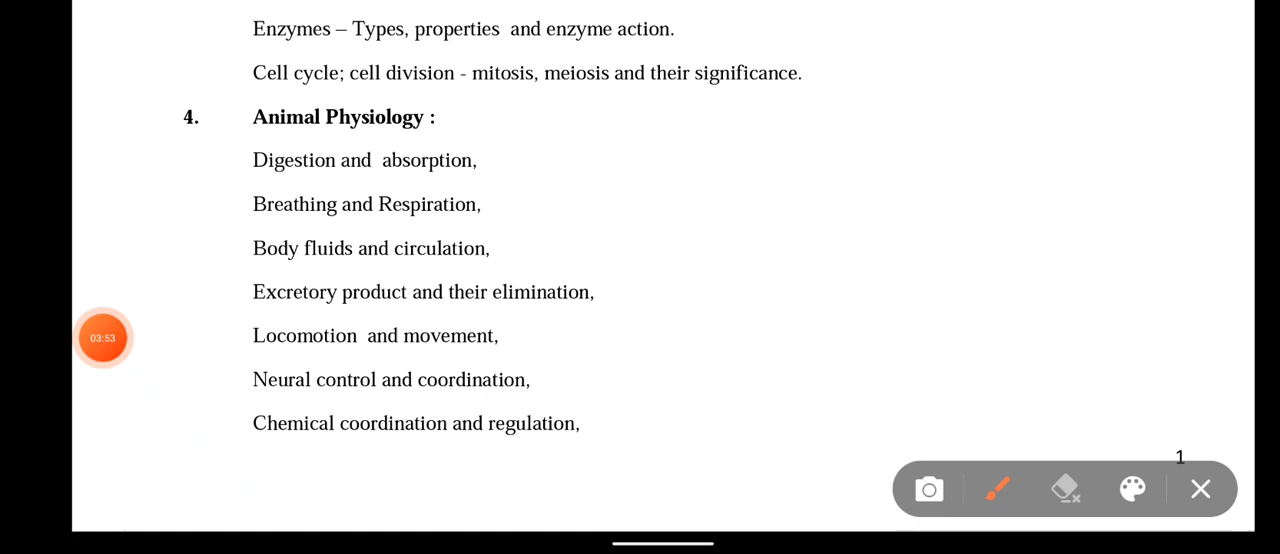 Enzymes – Types, properties and enzyme action.
Cell cycle; cell division - mitosis, meiosis and their significance.
4. Animal Physiology :
Digestion and absorption,
Breathing and Respiration,
Body fluids and circulation,
Excretory product and their elimination,
03:53
Locomotion and movement,
Neural control and coordination,
Chemical coordination and regulation,
1